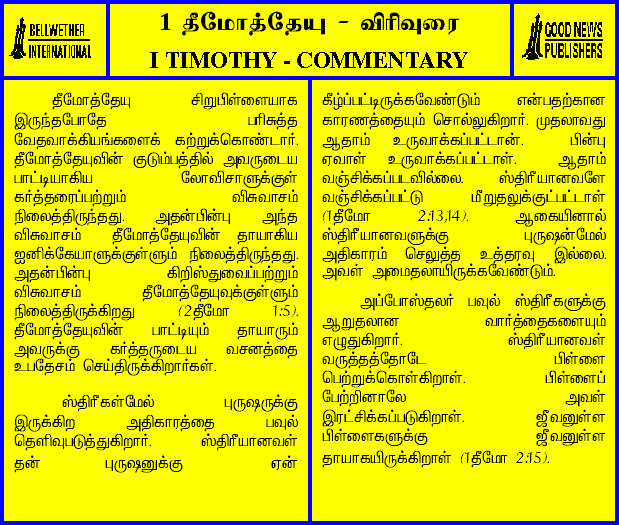 BELLWETHER
INTERNATIONAL
1 தீமோத்தேயு - விரிவுரை
I TIMOTHY - COMMENTARY
GOOD NEWS
PUBLISHERS
தீமோத்தேயு சிறுபிள்ளையாக
இருந்தபோதே பரிசுத்த
வேதவாக்கியங்களைக் கற்றுக்கொண்டார்.
தீமோத்தேயுவின் குடும்பத்தில் அவருடைய
பாட்டியாகிய லோவிசாளுக்குள்
கர்த்தரைப்பற்றும் விசுவாசம்
நிலைத்திருந்தது. அதன்பின்பு அந்த
விசுவாசம் தீமோத்தேயுவின் தாயாகிய
ஐனிக்கேயாளுக்குள்ளும் நிலைத்திருந்தது.
அதன்பின்பு கிறிஸ்துவைப்பற்றும்
விசுவாசம் தீமோத்தேயுவுக்குள்ளும்
நிலைத்திருக்கிறது (2தீமோ 1:5).
தீமோத்தேயுவின் பாட்டியும் தாயாரும்
அவருக்கு கர்த்தருடைய வசனத்தை
உபதேசம் செய்திருக்கிறார்கள்.
ஸ்திரீகள்மேல் புருஷருக்கு
இருக்கிற அதிகாரத்தை பவுல்
தெளிவுபடுத்துகிறார். ஸ்திரீயானவள்
தன் புருஷனுக்கு ஏன்
கீழ்ப்பட்டிருக்கவேண்டும் என்பதற்கான
காரணத்தையும் சொல்லுகிறார். முதலாவது
ஆதாம் உருவாக்கப்பட்டான். பின்பு
ஏவாள் உருவாக்கப்பட்டாள். ஆதாம்
வஞ்சிக்கப்படவில்லை. ஸ்திரீயானவளே
வஞ்சிக்கப்பட்டு மீறுதலுக்குட்பட்டாள்
(1தீமோ 2:13,14). ஆகையினால்
ஸ்திரீயானவளுக்கு புருஷன்மேல்
அதிகாரம் செலுத்த உத்தரவு இல்லை.
அவள் அமைதலாயிருக்கவேண்டும்.
அப்போஸ்தலர் பவுல் ஸ்திரீகளுக்கு
ஆறுதலான வார்த்தைகளையும்
எழுதுகிறார். ஸ்திரீயானவள்
வருத்தத்தோடே பிள்ளை
பெற்றுக்கொள்கிறாள். பிள்ளைப்
பேற்றினாலே அவள்
இரட்சிக்கப்படுகிறாள். ஜீவனுள்ள
பிள்ளைகளுக்கு ஜீவனுள்ள
தாயாகயிருக்கிறாள் (1தீமோ 2:15).